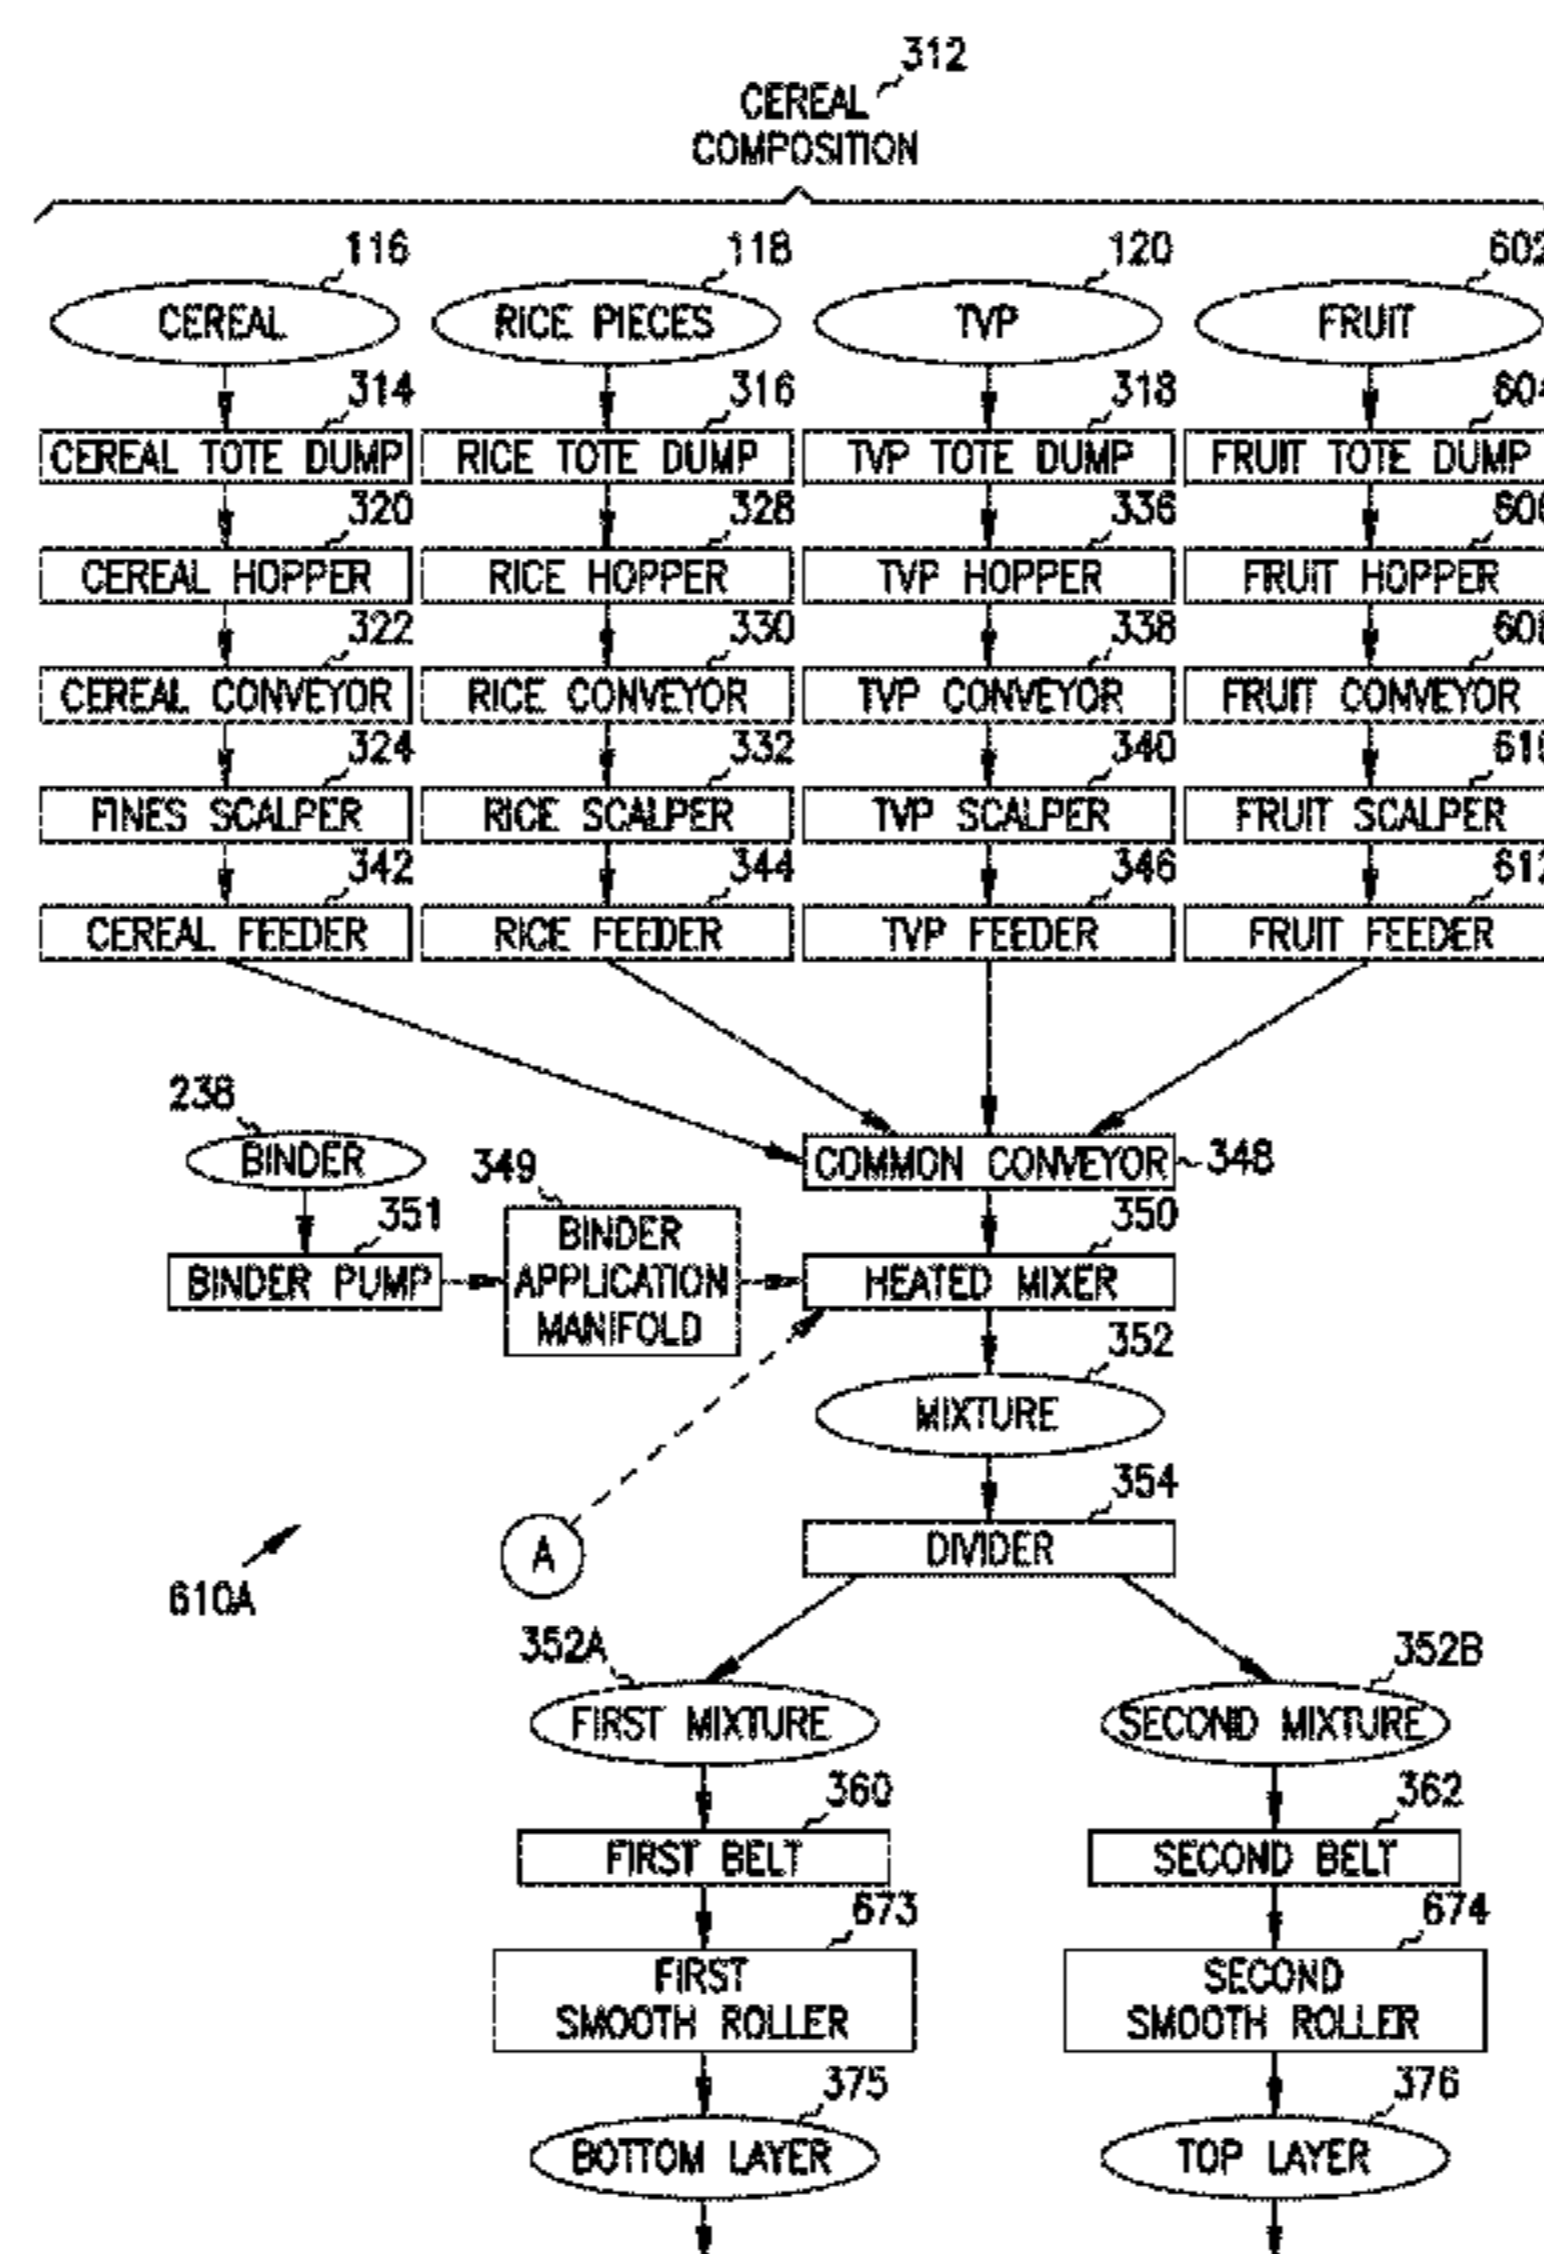 312
CEREAL
COMPOSITION
116 118 120 602
CEREAL RICE PIECES TVP FRUIT
314 316 318 604
CEREAL TOTE DUMP RICE TOTE DUMP TVP TOTE DUMP FRUIT TOTE DUMP
320 328 336 606
CEREAL HOPPER RICE HOPPER TVP HOPPER FRUIT HOPPER
322 330 338 608
CEREAL CONVEYOR RICE CONVEYOR TVP CONVEYOR FRUIT CONVEYOR
324 332 340 610
FINES SCALPER RICE SCALPER TVP SCALPER FRUIT SCALPER
342 344 346 612
CEREAL FEEDER RICE FEEDER TVP FEEDER FRUIT FEEDER
238
BINDER
349
COMMON CONVEYOR 348
351
350
BINDER PUMP
BINDER
APPLICATION
MANIFOLD
HEATED MIXER
352
MIXTURE
354
A
DIVIDER
610A
352A 352B
FIRST MIXTURE SECOND MIXTURE
360 362
FIRST BELT SECOND BELT
673 674
FIRST
SMOOTH ROLLER
SECOND
SMOOTH ROLLER
375 376
BOTTOM LAYER TOP LAYER